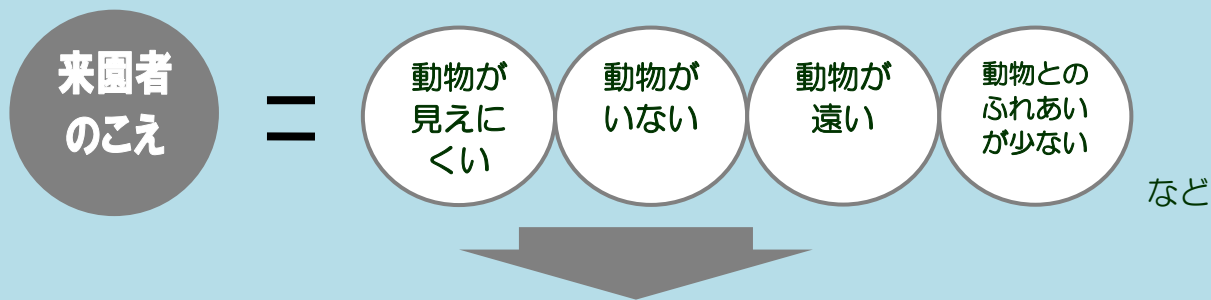 来園者
のこえ
=
動物が
見えに
くい
動物が
いない
動物が
遠い
動物との
ふれあい
が少ない
など